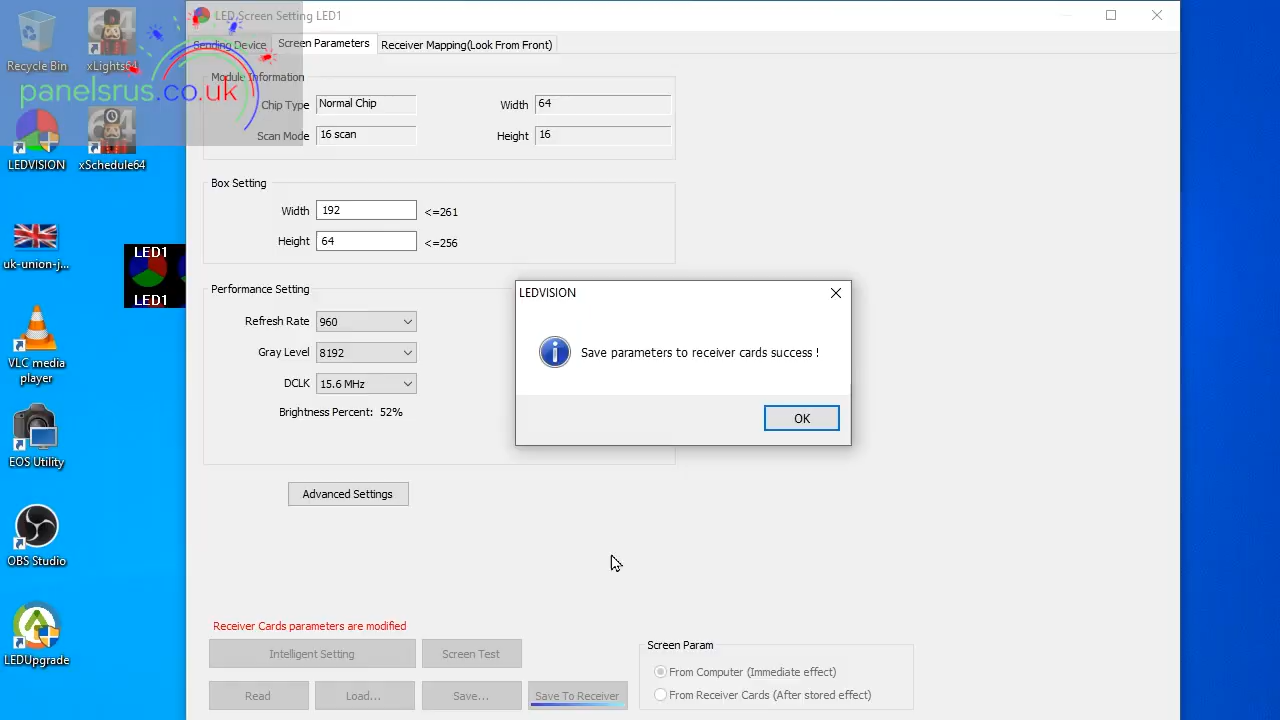 LED Screen Setting LED1
Sending Device
Screen Parameters
Receiver Mapping(Look From Front)
Recycle Bin
xLights64
panelsrus.co.uk
LEDVISION
xSchedule64
uk-union-j...
LED1
LED1
VLC media
player
EOS Utility
OBS Studio
LEDUpgrade
Module Information
Chip Type
Normal Chip
Width
64
Scan Mode
16 scan
Height
16
Box Setting
Width
192
<=261
Height
64
<=256
Performance Setting
Refresh Rate
960
Gray Level
8192
DCLK
15.6 MHz
Brightness Percent: 52%
Advanced Settings
LEDVISION
Save parameters to receiver cards success !
OK
Receiver Cards parameters are modified
Intelligent Setting
Screen Test
Read
Load...
Save...
Save To Receiver
Screen Param
From Computer (Immediate effect)
From Receiver Cards (After stored effect)